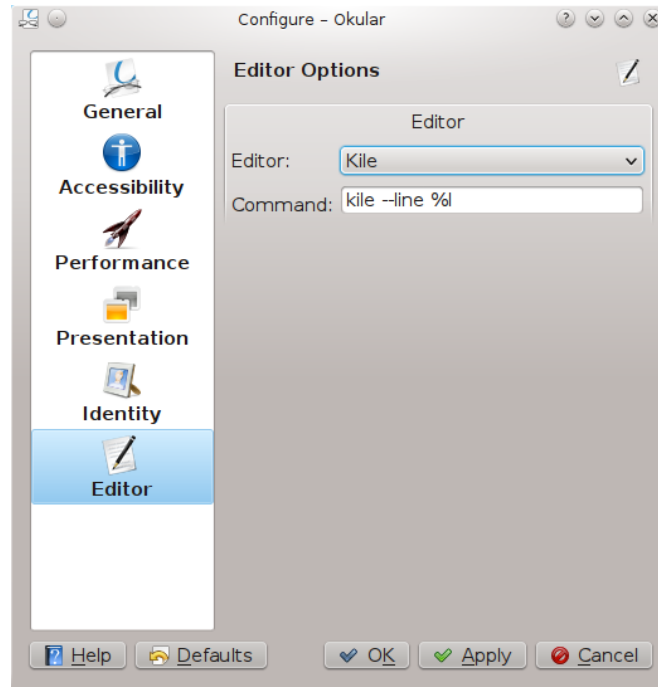 Configure – Okular
General
Accessibility
Performance
Presentation
Identity
Editor
Editor Options
Editor
Editor: Kile
Command: kile --line %l
Help Defaults OK Apply Cancel